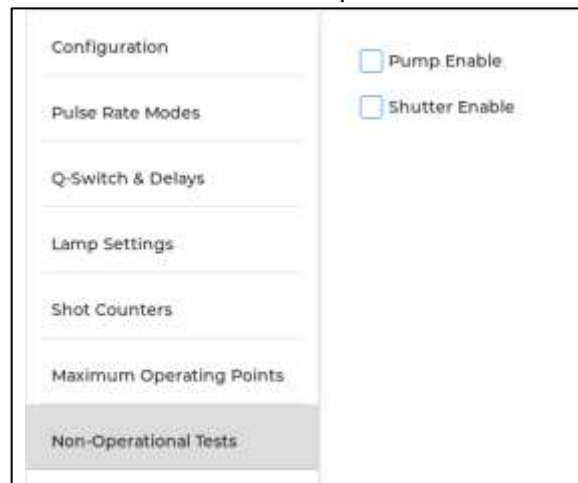 Configuration
Pulse Rate Modes
Q-Switch & Delays
Lamp Settings
Shot Counters
Maximum Operating Points
Non-Operational Tests
Pump Enable
Shutter Enable